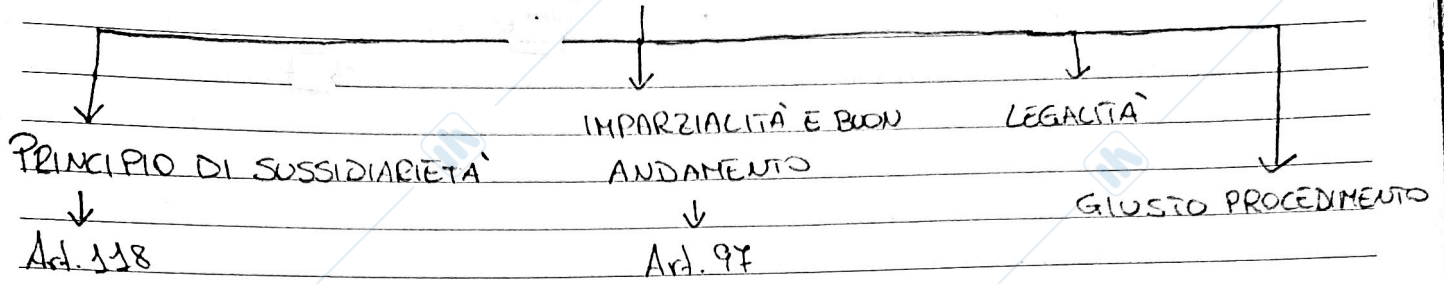 IMPARZIALITÀ E BUON
ANDAMENTO
LEGALITÀ
PRINCIPIO DI SUSSIDIARIETÀ
GIUSTO PROCEDIMENTO
Art. 118
Art. 97